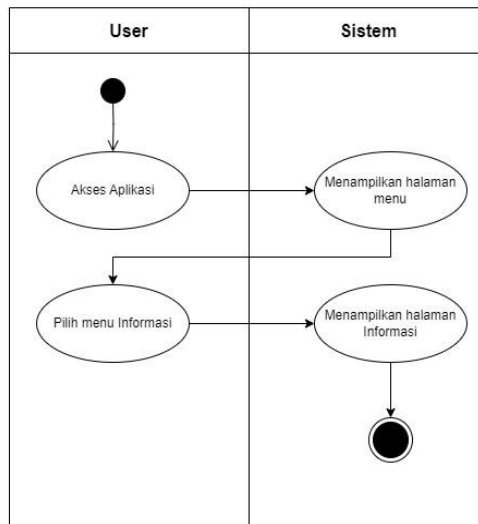 User
Sistem
Akses Aplikasi
Menampilkan halaman
menu
Pilih menu Informasi
Menampilkan halaman
Informasi